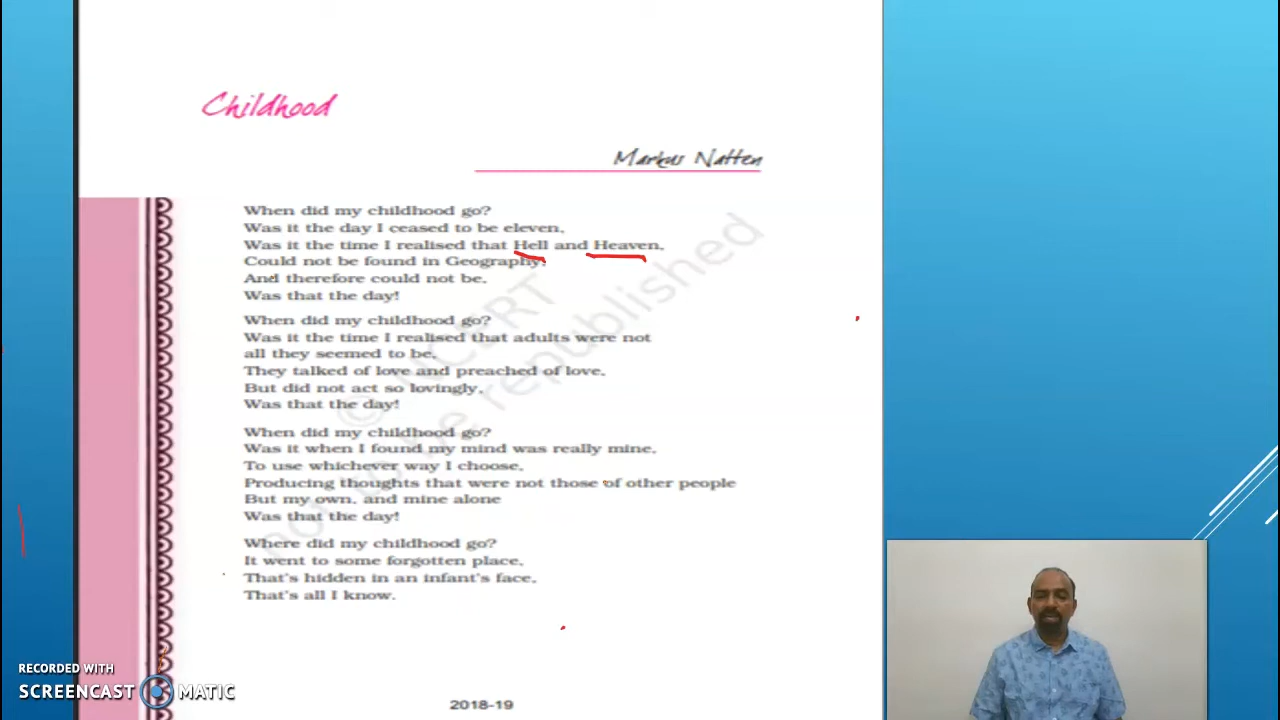 Childhood
Markus Natten
When did my childhood go?
Was it the day I ceased to be eleven,
Was it the time I realised that Hell and Heaven,
Could not be found in Geography,
And therefore could not be,
Was that the day!
When did my childhood go?
Was it the time I realised that adults were not
all they seemed to be,
They talked of love and preached of love,
But did not act so lovingly,
Was that the day!
When did my childhood go?
Was it when I found my mind was really mine,
To use whichever way I choose,
Producing thoughts that were not those of other people
But my own, and mine alone
Was that the day!
Where did my childhood go?
It went to some forgotten place,
That's hidden in an infant's face,
That's all I know.
© NCERT
not to be republished
2018-19
RECORDED WITH
SCREENCAST MATIC